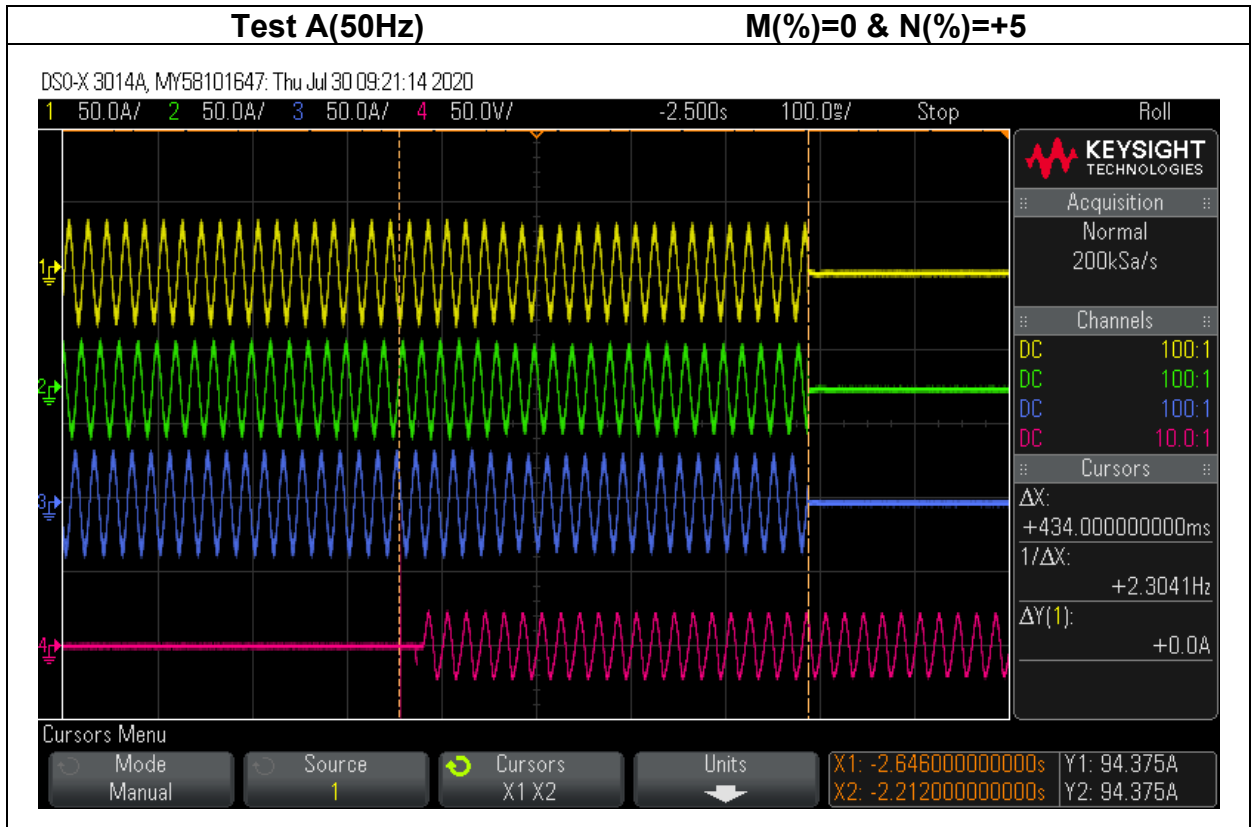 Test A(50Hz) M(%)=0 & N(%)=+5
DSO-X 3014A, MY58101647: Thu Jul 30 09:21:14 2020
1 50.0A/ 2 50.0A/ 3 50.0A/ 4 50.0V/ -2.500s 100.0ms/ Stop Roll
KEYSIGHT
TECHNOLOGIES
Acquisition
Normal
200kSa/s
Channels
DC 100:1
DC 100:1
DC 100:1
DC 10.0:1
Cursors
ΔX:
+434.000000000ms
1/ΔX:
+2.3041Hz
ΔY(1):
+0.0A
1
2
3
4
Cursors Menu
Mode
Manual
Source
1
Cursors
X1 X2
Units
X1: -2.646000000000s Y1: 94.375A
X2: -2.212000000000s Y2: 94.375A